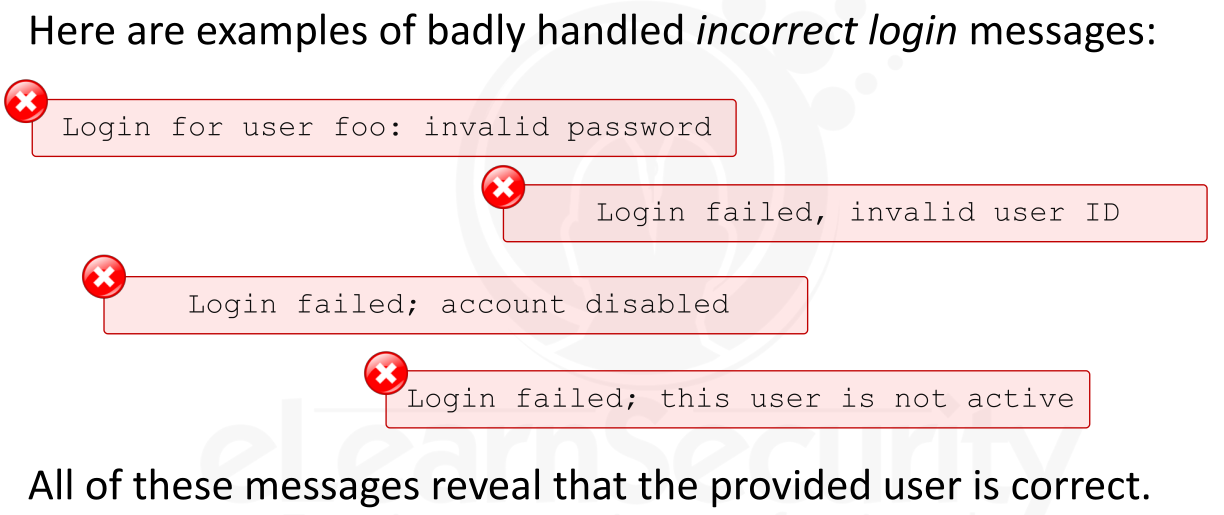 Here are examples of badly handled incorrect login messages:
Login for user foo: invalid password
Login failed, invalid user ID
Login failed; account disabled
Login failed; this user is not active
eLearnSecurity
All of these messages reveal that the provided user is correct.